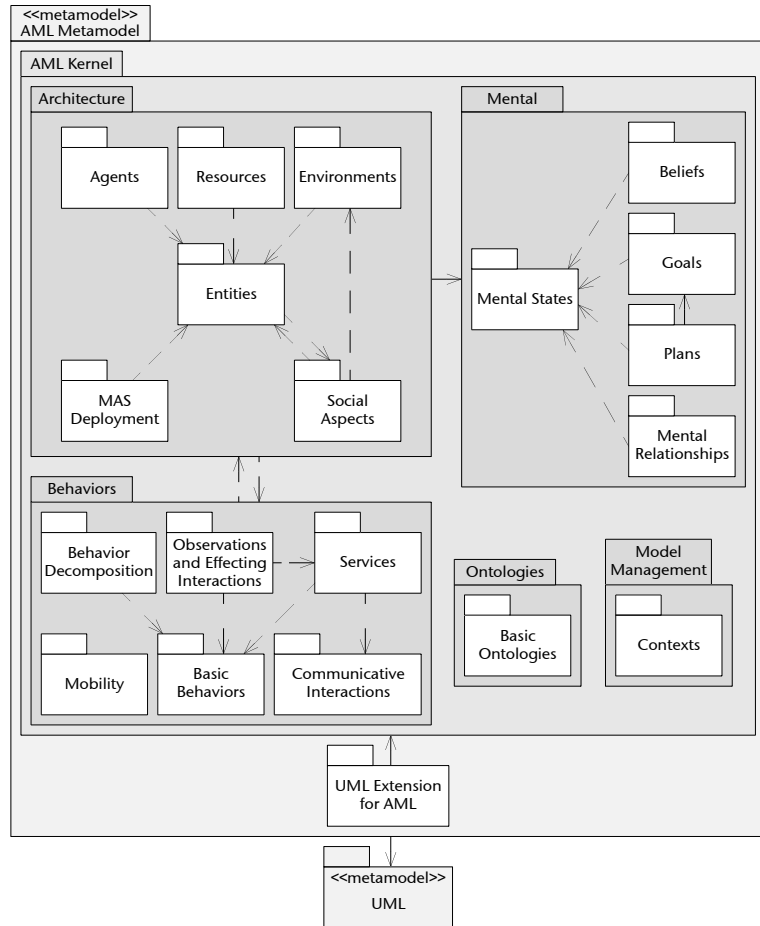 <<metamodel>>
AML Metamodel
AML Kernel
Architecture
Agents
Resources
Environments
Entities
MAS
Deployment
Social
Aspects
Mental
Beliefs
Goals
Mental States
Plans
Mental
Relationships
Behaviors
Behavior
Decomposition
Observations
and Effecting
Interactions
Services
Mobility
Basic
Behaviors
Communicative
Interactions
Ontologies
Basic
Ontologies
Model
Management
Contexts
UML Extension
for AML
<<metamodel>>
UML